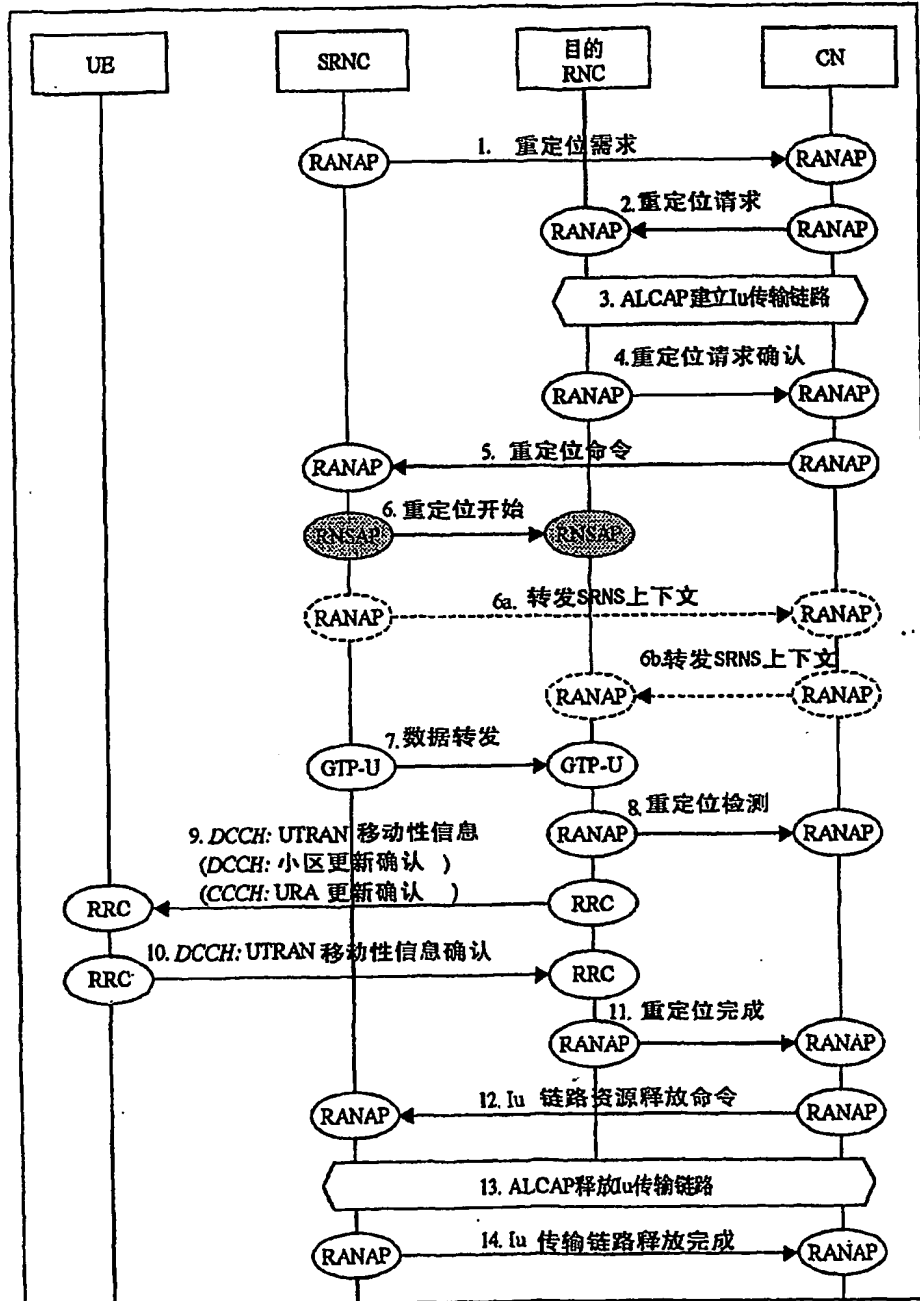 UE
SRNC
目的
RNC
CN
1. 重定位需求
RANAP
RANAP
2.重定位请求
RANAP
RANAP
3. ALCAP建立Iu传输链路
4.重定位请求确认
RANAP
RANAP
5. 重定位命令
RANAP
RANAP
6.重定位开始
RNSAP
RNSAP
6a. 转发SRNS上下文
RANAP
RANAP
6b.转发SRNS上下文
RANAP
RANAP
7.数据转发
GTP-U
GTP-U
8.重定位检测
RANAP
RANAP
9. DCCH: UTRAN 移动性信息
(DCCH: 小区更新确认 )
(CCCH: URA 更新确认 )
RRC
RRC
10. DCCH: UTRAN 移动性信息确认
RRC
RRC
11. 重定位完成
RANAP
RANAP
12. Iu 链路资源释放命令
RANAP
RANAP
13. ALCAP释放Iu传输链路
14. Iu 传输链路释放完成
RANAP
RANAP